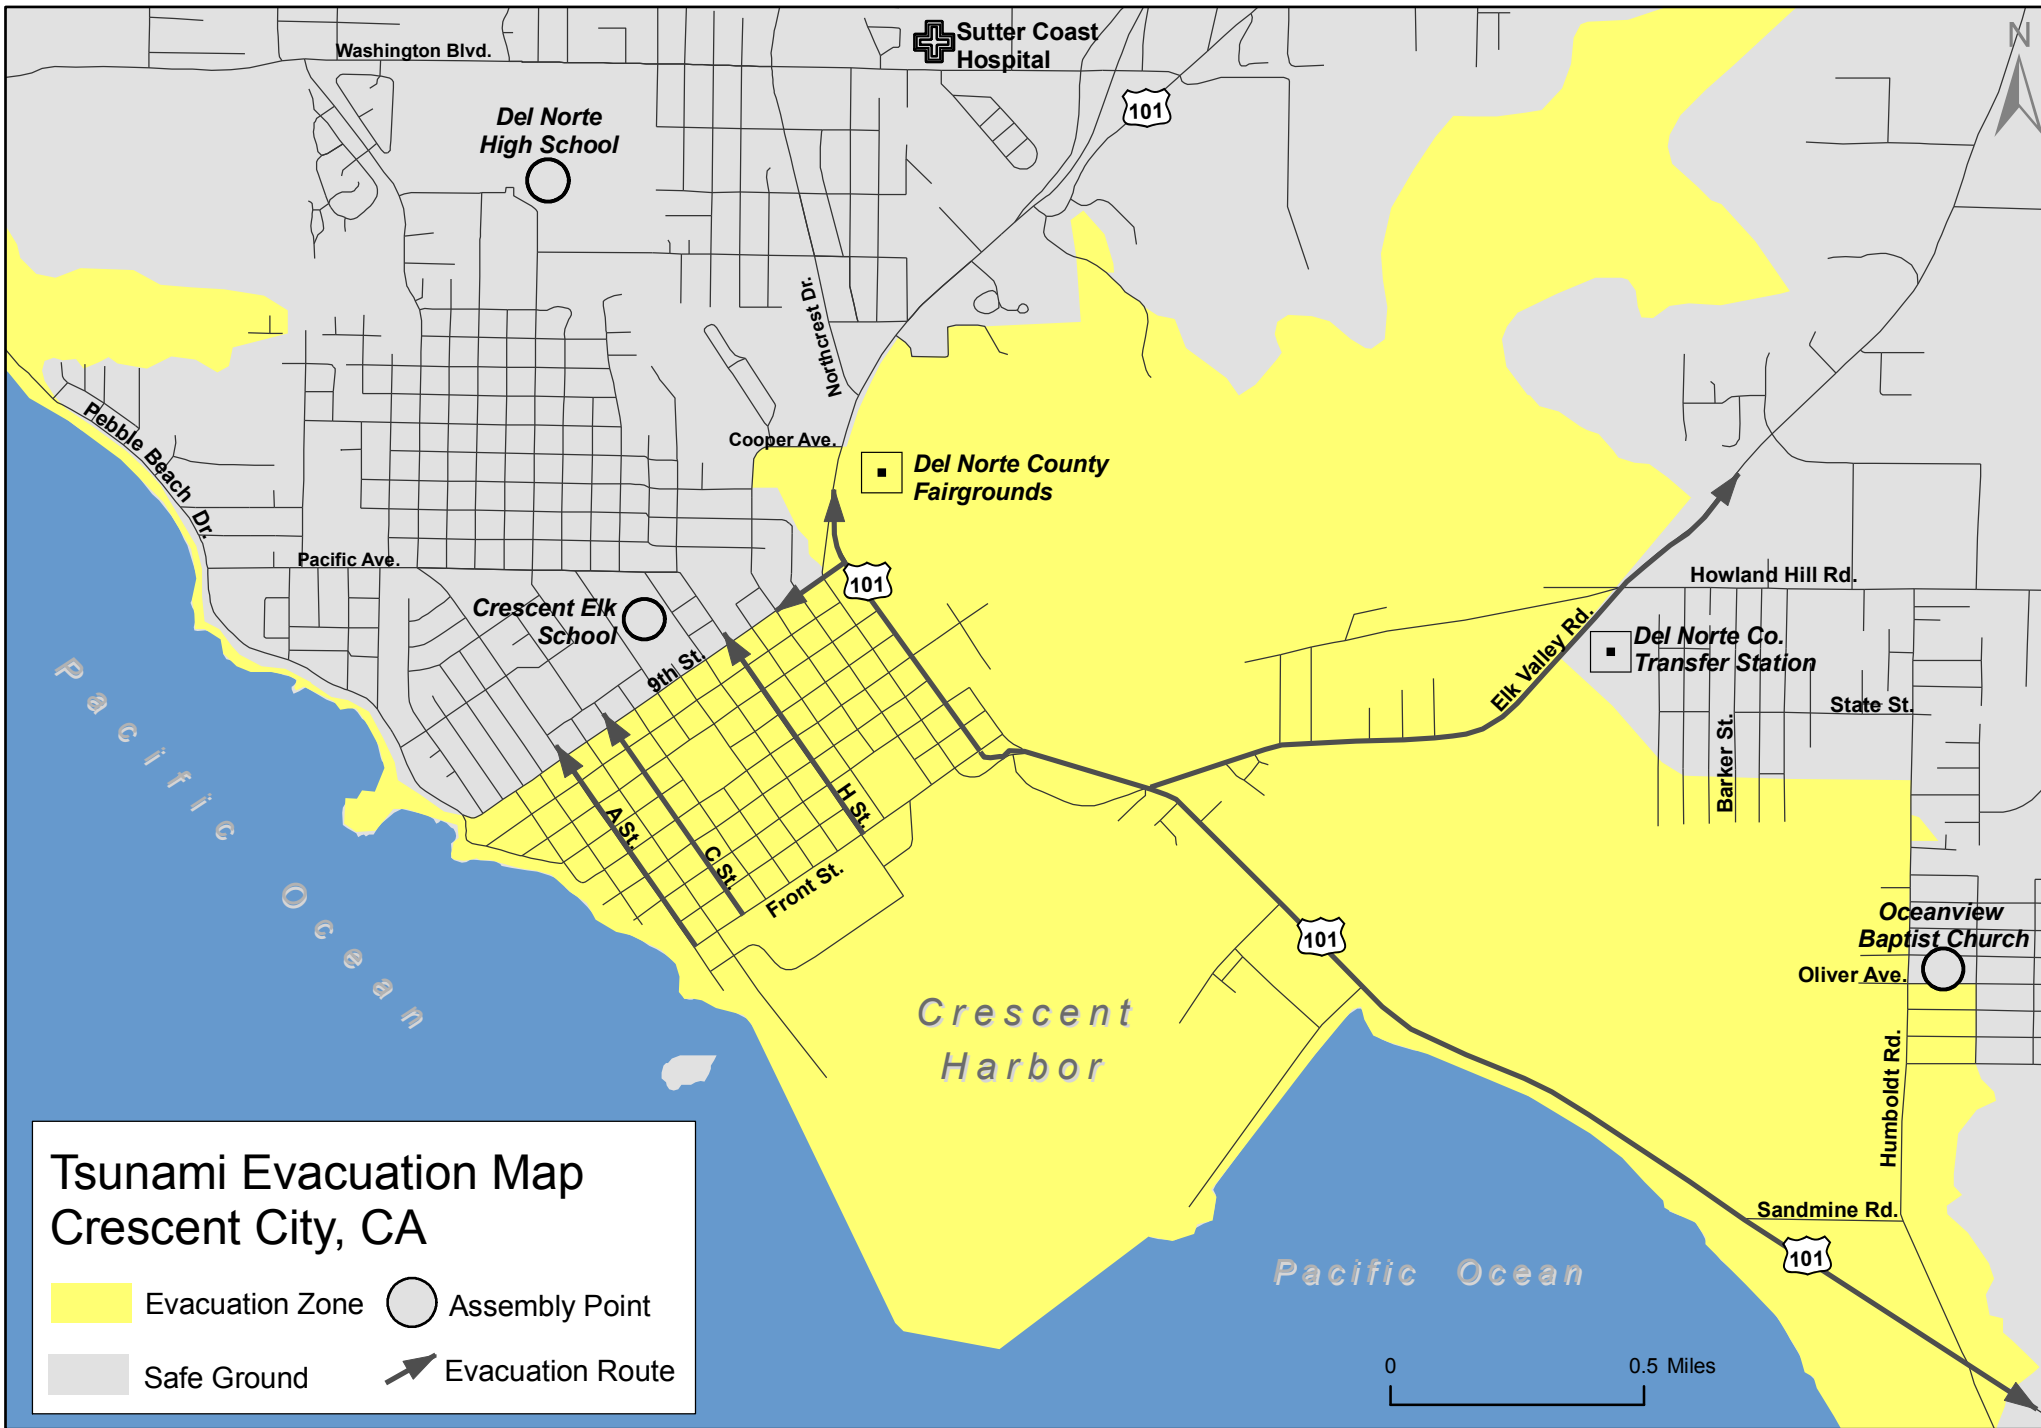 Washington Blvd.
Sutter Coast
Hospital
N
101
Del Norte
High School
Northcrest Dr.
Pebble Beach Dr.
Cooper Ave.
Del Norte County
Fairgrounds
Pacific Ave.
101
Howland Hill Rd.
Crescent Elk
School
9th St.
Elk Valley Rd.
Del Norte Co.
Transfer Station
State St.
Barker St.
Pacific Ocean
A St.
C St.
H St.
Front St.
101
Oceanview
Baptist Church
Oliver Ave.
Crescent
Harbor
Humboldt Rd.
Sandmine Rd.
101
Pacific Ocean
Tsunami Evacuation Map
Crescent City, CA
Evacuation Zone
Assembly Point
Safe Ground
Evacuation Route
0 0.5 Miles